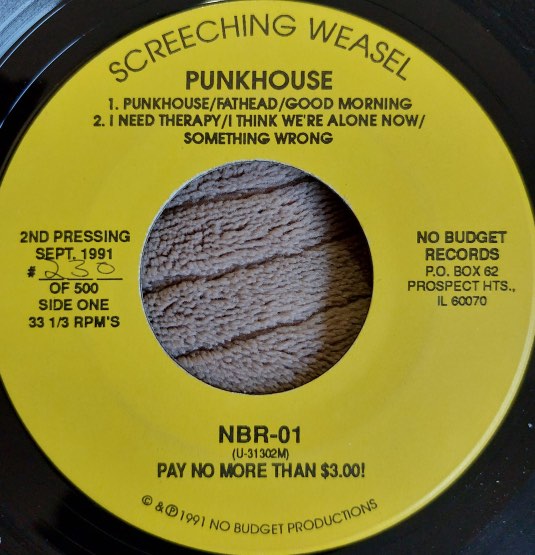 SCREECHING WEASEL
PUNKHOUSE
1. PUNKHOUSE/FATHEAD/GOOD MORNING
2. I NEED THERAPY/I THINK WE'RE ALONE NOW/
SOMETHING WRONG
2ND PRESSING
SEPT. 1991
# 230
OF 500
SIDE ONE
33 1/3 RPM'S
NO BUDGET
RECORDS
P.O. BOX 62
PROSPECT HTS.,
IL 60070
NBR-01
(U-31302M)
PAY NO MORE THAN $3.00!
© & ℗ 1991 NO BUDGET PRODUCTIONS